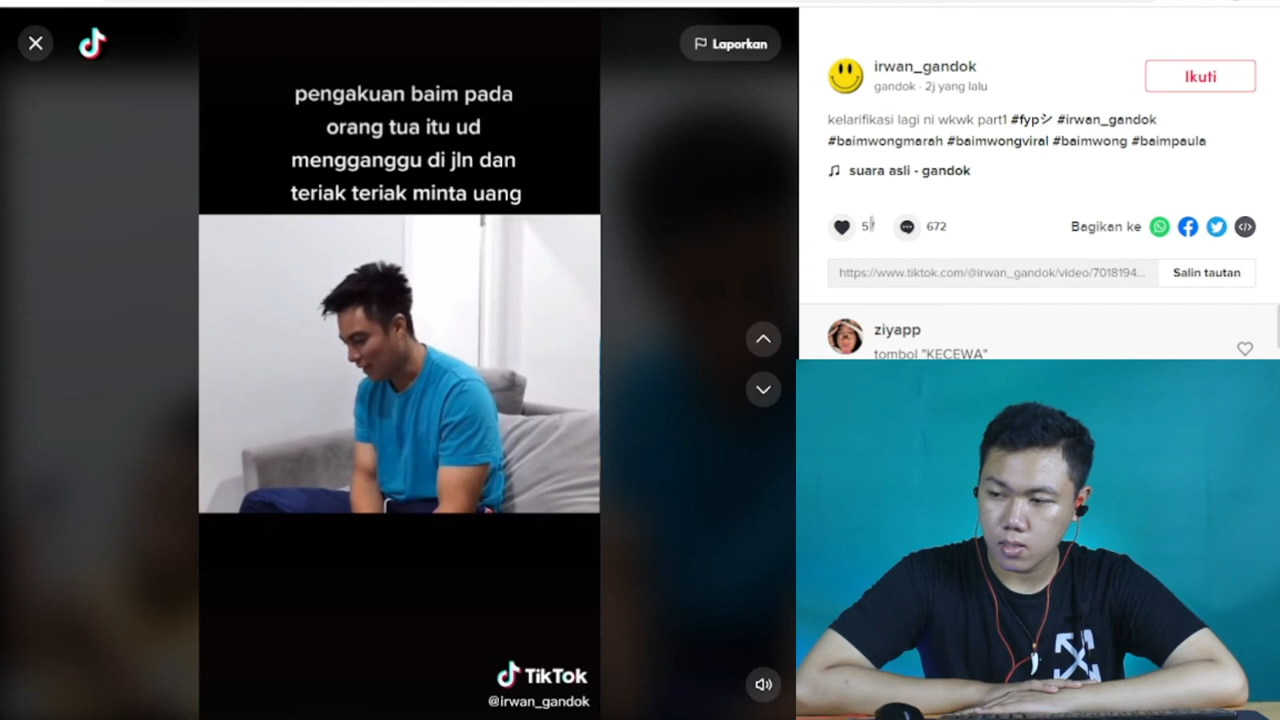 Laporkan
pengakuan baim pada
orang tua itu ud
mengganggu di jln dan
teriak teriak minta uang
TikTok
@irwan_gandok
irwan_gandok
gandok · 2j yang lalu
Ikuti
kelarifikasi lagi ni wkwk part1 #fypシ #irwan_gandok
#baimwongmarah #baimwongviral #baimwong #baimpaula
suara asli - gandok
672
Bagikan ke
https://www.tiktok.com/@irwan_gandok/video/7018194...
Salin tautan
ziyapp
tombol "KECEWA"